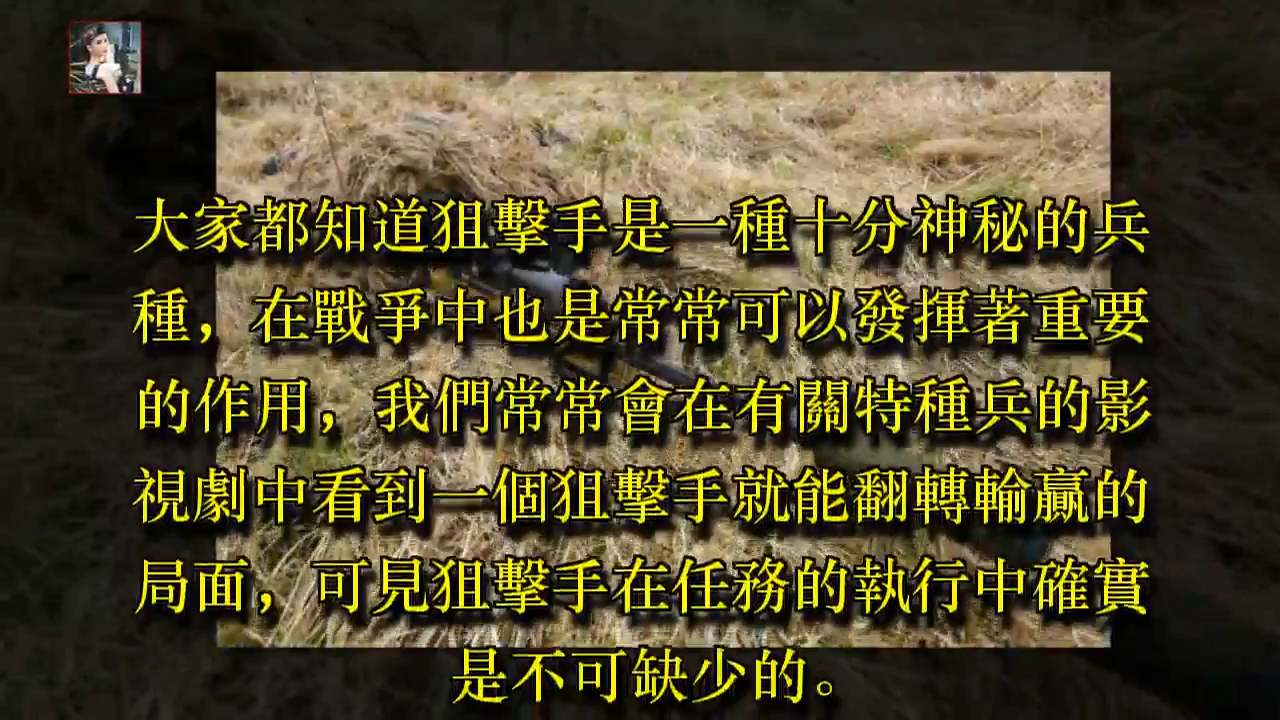 大家都知道狙擊手是一種十分神秘的兵
種，在戰爭中也是常常可以發揮著重要
的作用，我們常常會在有關特種兵的影
視劇中看到一個狙擊手就能翻轉輸贏的
局面，可見狙擊手在任務的執行中確實
是不可缺少的。